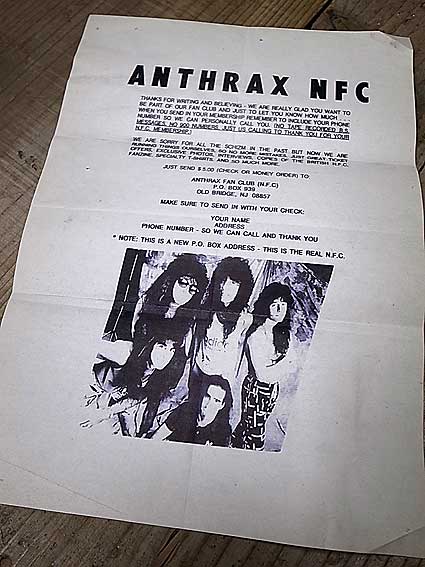 ANTHRAX NFC
THANKS FOR WRITING AND BELIEVING - WE ARE REALLY GLAD YOU WANT TO
BE PART OF OUR FAN CLUB AND JUST TO LET YOU KNOW HOW MUCH . . .
WHEN YOU SEND IN YOUR MEMBERSHIP REMEMBER TO INCLUDE YOUR PHONE
NUMBER SO WE CAN PERSONALLY CALL YOU. (NO TAPE RECORDED B.S.
MESSAGES, NO 900 NUMBERS, JUST US CALLING TO THANK YOU FOR YOUR
N.F.C. MEMBERSHIP.)
WE ARE SORRY FOR ALL THE SCHIZM IN THE PAST, BUT NOW WE ARE
RUNNING THINGS OURSELVES, SO NO MORE MISTAKES, JUST GREAT TICKET
OFFERS, EXCLUSIVE PHOTOS, INTERVIEWS, COPIES OF THE BRITISH N.F.C.
FANZINE, SPECIALTY T-SHIRTS, AND SO MUCH MORE.
JUST SEND $ 5.00 (CHECK OR MONEY ORDER) TO:
ANTHRAX FAN CLUB (N.F.C)
P.O. BOX 939
OLD BRIDGE, NJ 08857
MAKE SURE TO SEND IN WITH YOUR CHECK:
YOUR NAME
ADDRESS
PHONE NUMBER - SO WE CAN CALL AND THANK YOU
* NOTE: THIS IS A NEW P.O. BOX ADDRESS - THIS IS THE REAL N.F.C.